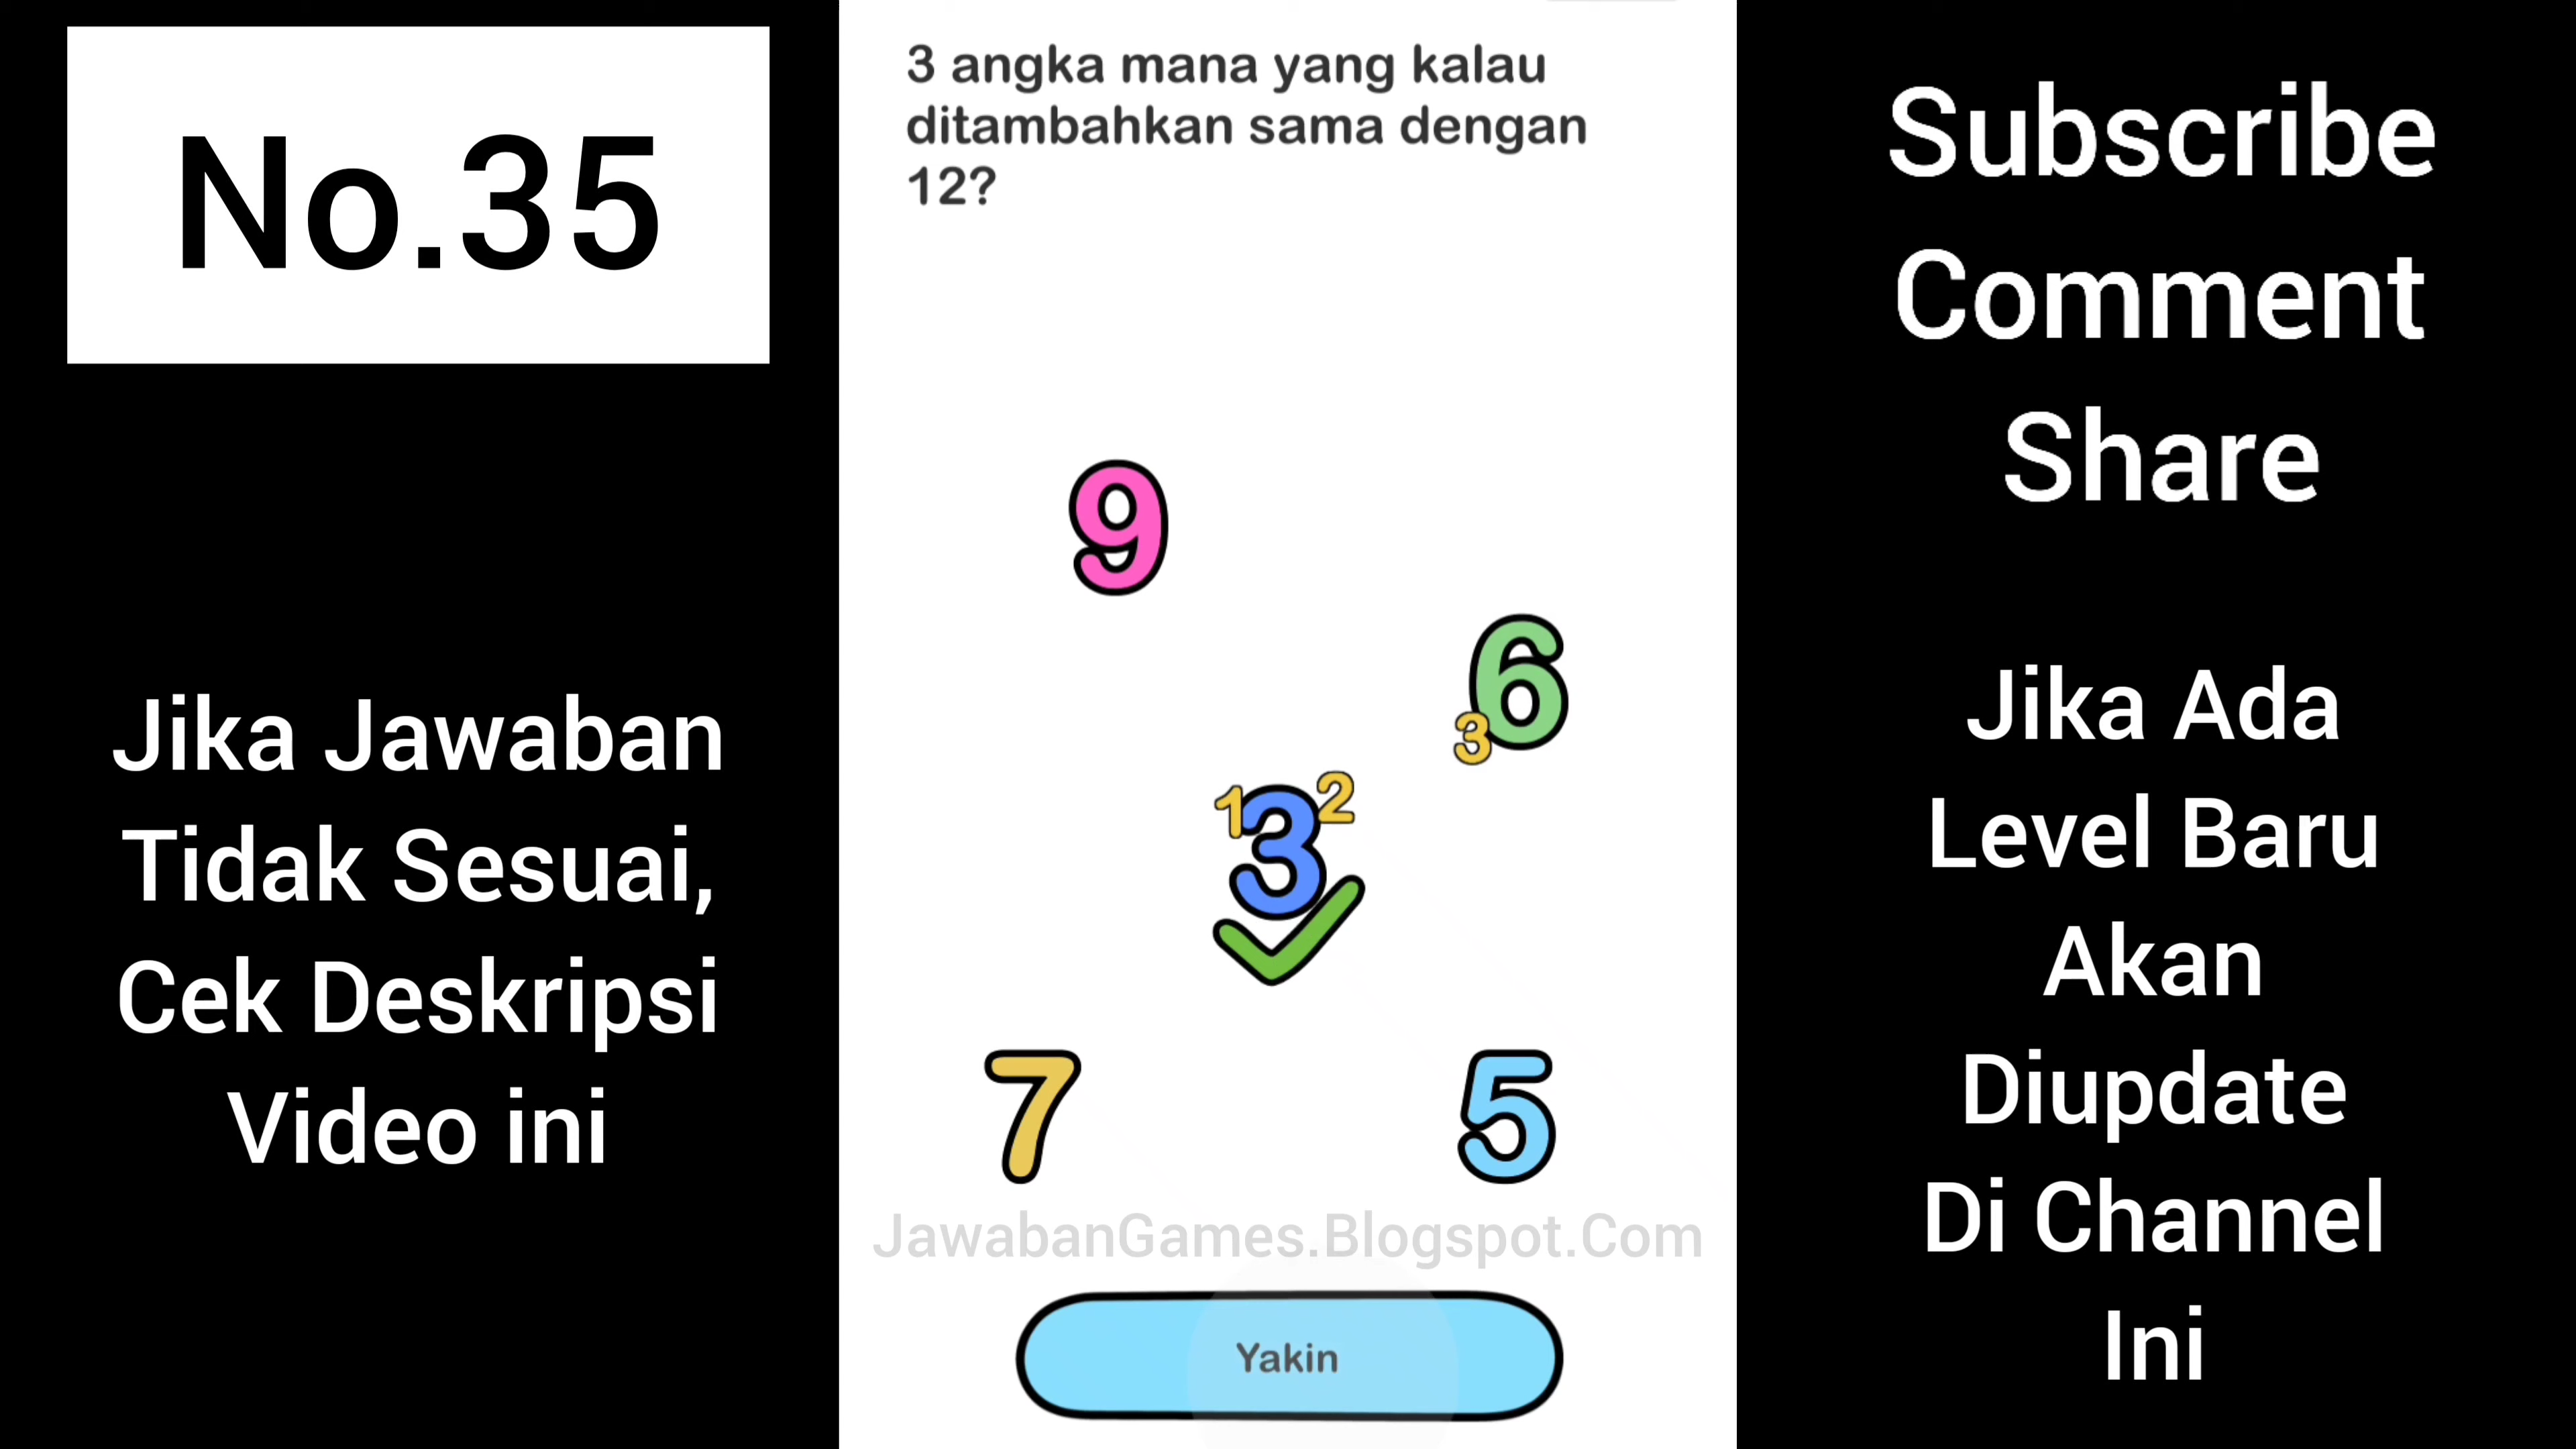 No.35
Jika Jawaban
Tidak Sesuai,
Cek Deskripsi
Video ini
3 angka mana yang kalau
ditambahkan sama dengan
12?
9
6
3
1 3 2
7 5
JawabanGames.Blogspot.Com
Yakin
Subscribe
Comment
Share
Jika Ada
Level Baru
Akan
Diupdate
Di Channel
Ini